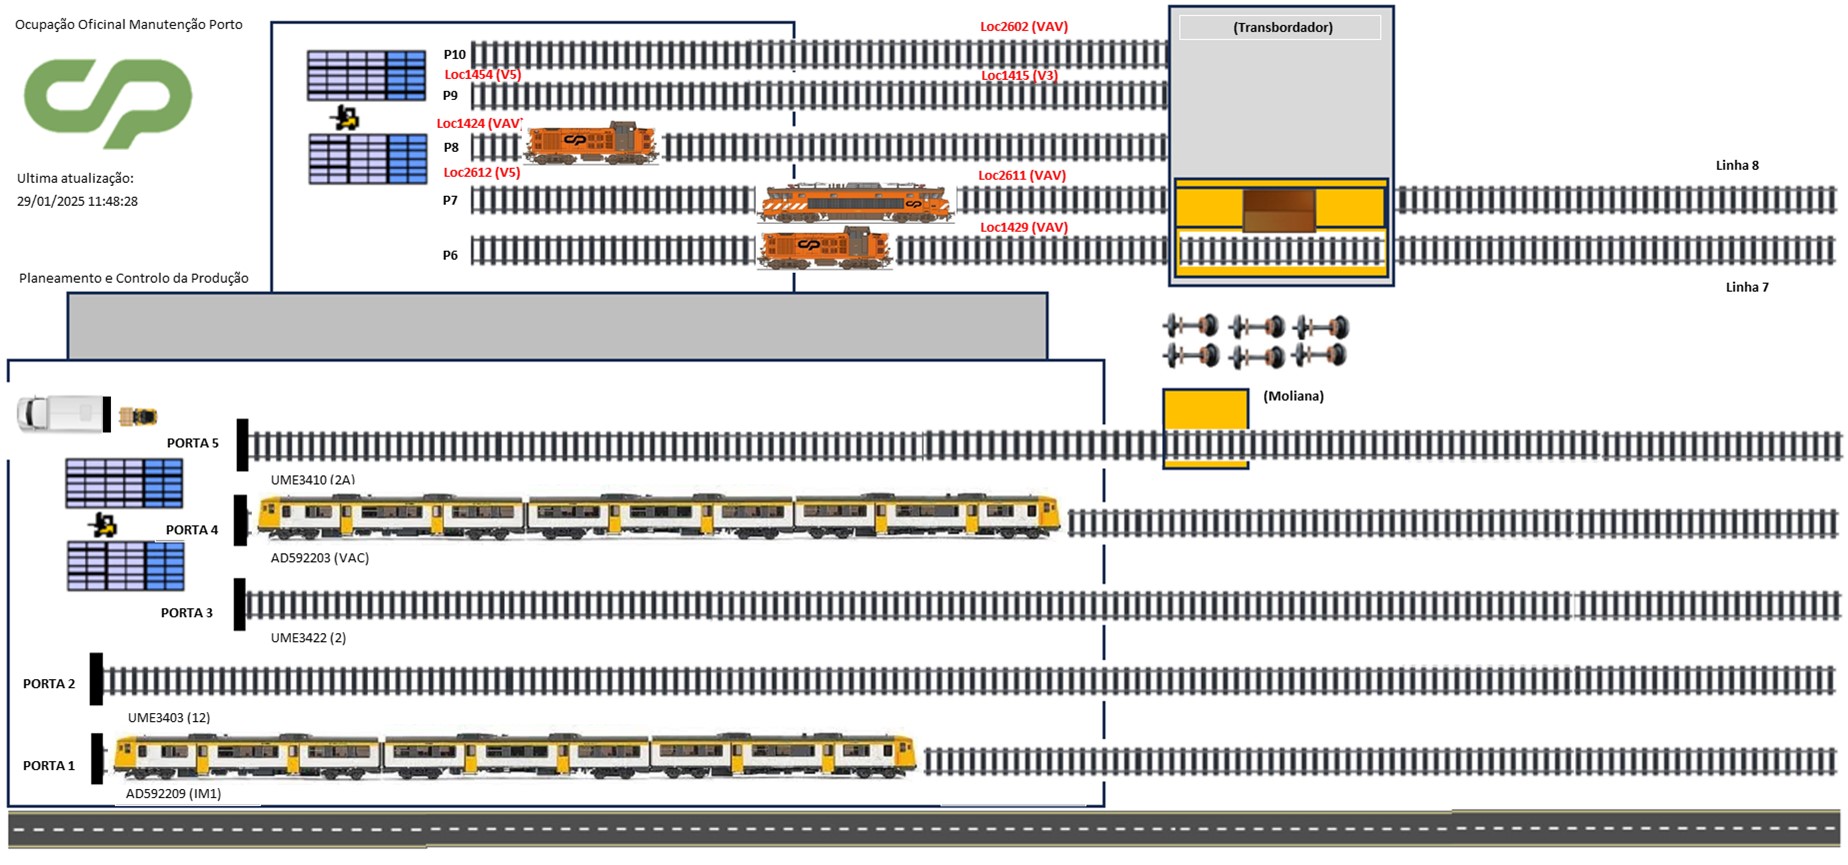 Ocupação Oficinal Manutenção Porto
Loc2602 (VAV)
(Transbordador)
P10
Loc1454 (V5)
Loc1415 (V3)
P9
Loc1424 (VAV)
P8
Ultima atualização:
29/01/2025 11:48:28
Loc2612 (V5)
Loc2611 (VAV)
Linha 8
P7
Loc1429 (VAV)
P6
Planeamento e Controlo da Produção
Linha 7
(Moliana)
PORTA 5
UME3410 (2A)
PORTA 4
AD592203 (VAC)
PORTA 3
UME3422 (2)
PORTA 2
UME3403 (12)
PORTA 1
AD592209 (IM1)